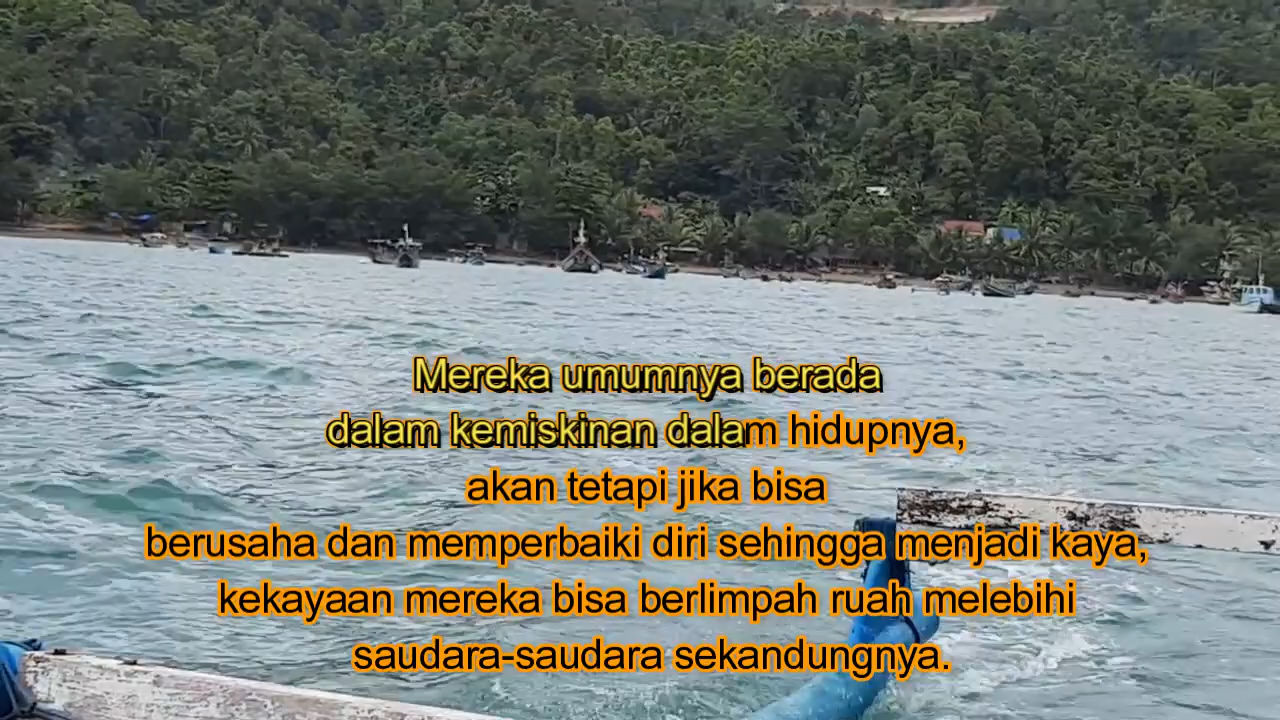 Mereka umumnya berada
dalam kemiskinan dalam hidupnya,
akan tetapi jika bisa
berusaha dan memperbaiki diri sehingga menjadi kaya,
kekayaan mereka bisa berlimpah ruah melebihi
saudara-saudara sekandungnya.